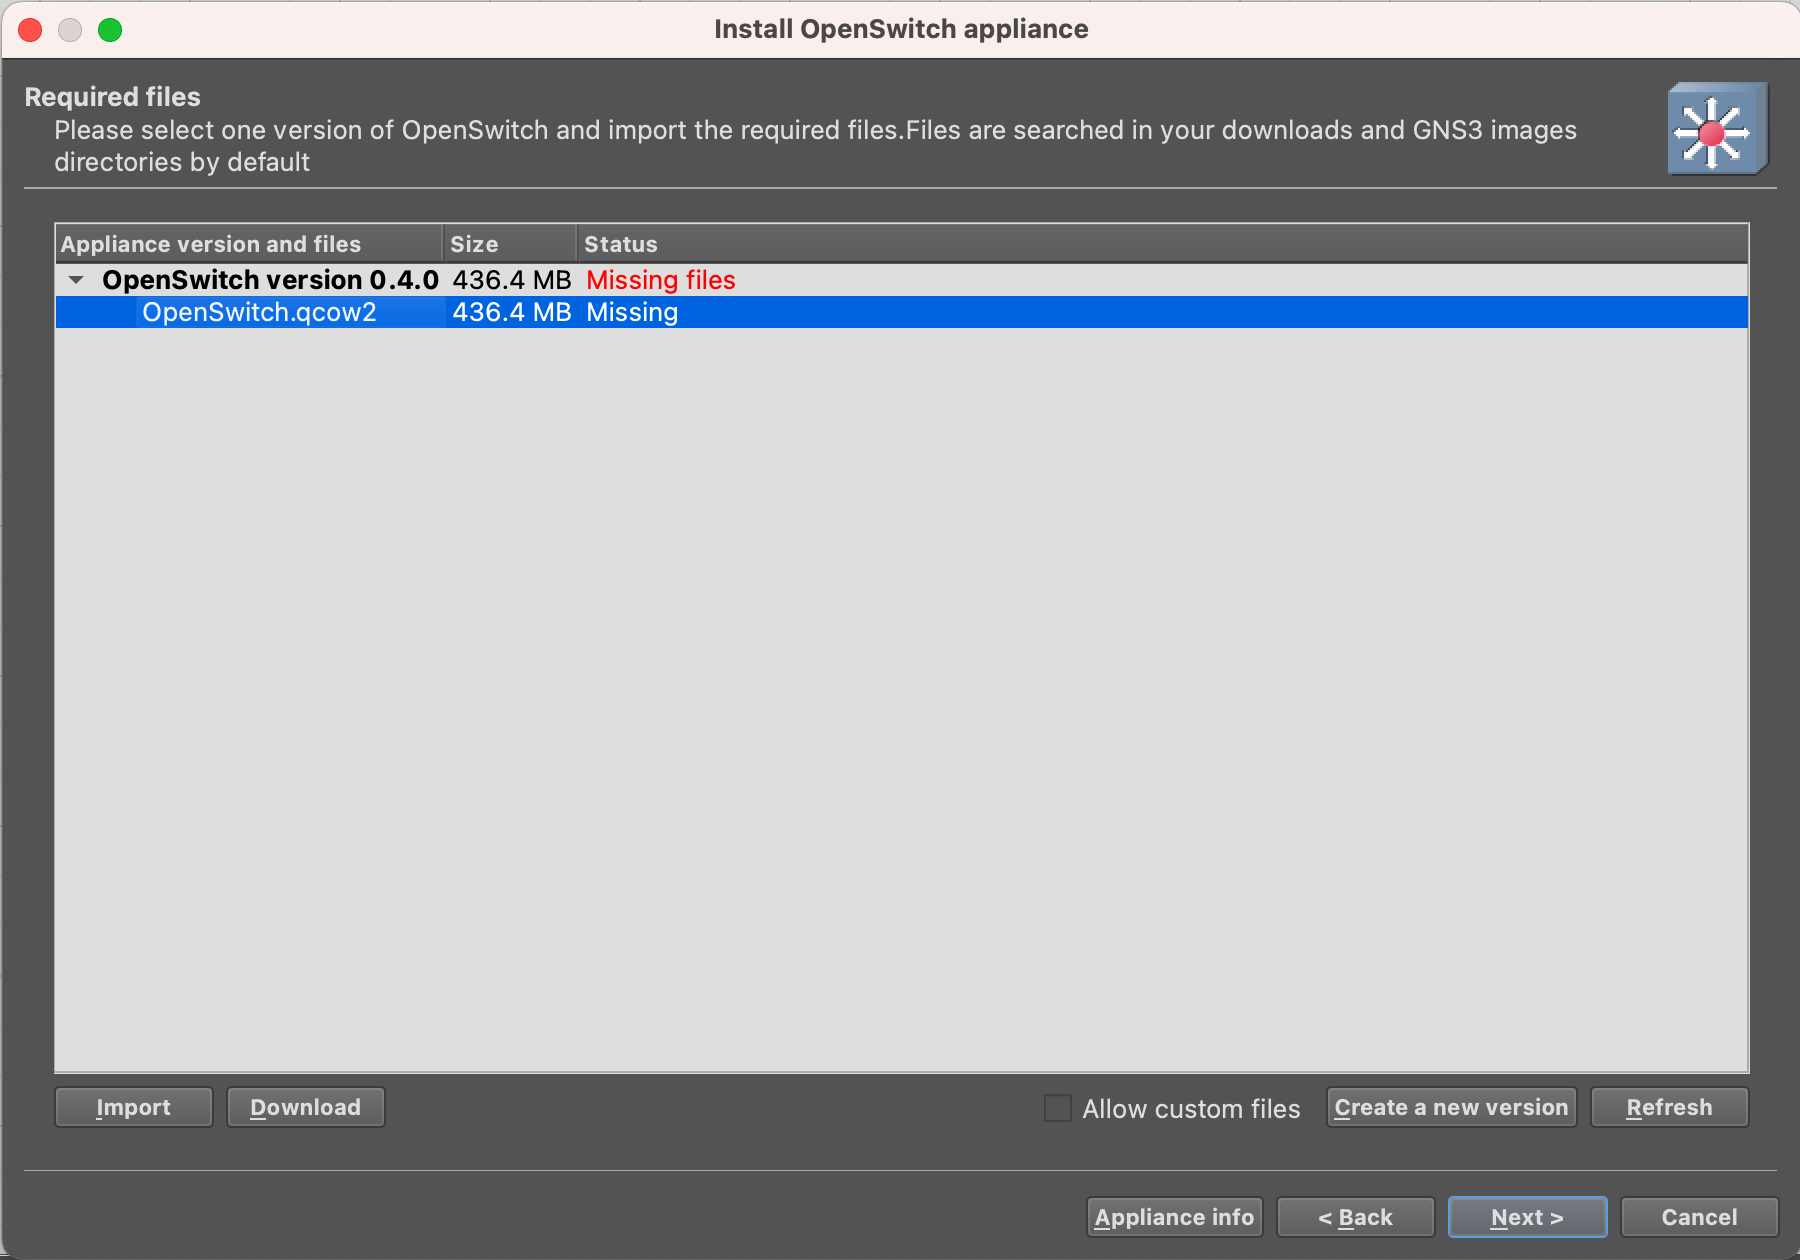 Install OpenSwitch appliance
Required files
Please select one version of OpenSwitch and import the required files.Files are searched in your downloads and GNS3 images
directories by default
Appliance version and files Size Status
OpenSwitch version 0.4.0 436.4 MB Missing files
OpenSwitch.qcow2 436.4 MB Missing
Import Download Allow custom files Create a new version Refresh
Appliance info < Back Next > Cancel